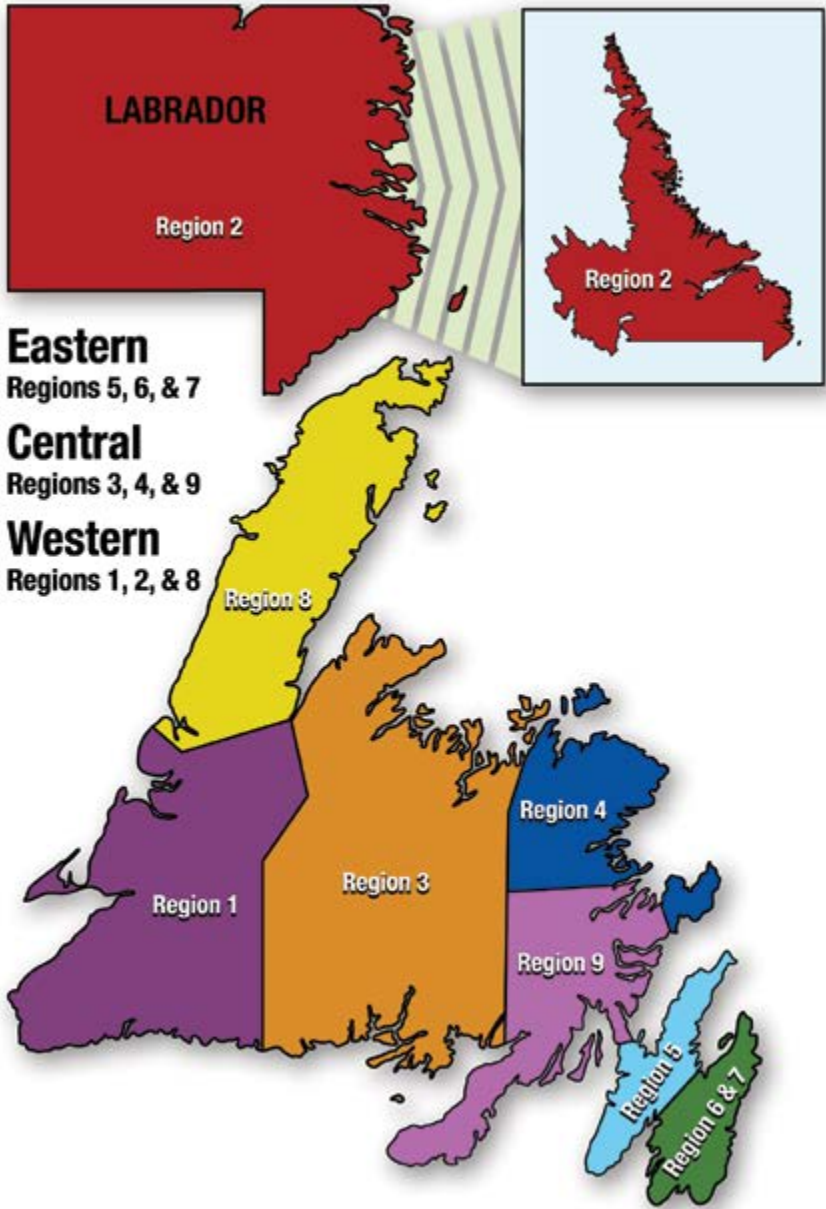 LABRADOR
Region 2
Region 2
Eastern
Regions 5, 6, & 7
Central
Regions 3, 4, & 9
Western
Regions 1, 2, & 8
Region 8
Region 4
Region 3
Region 1
Region 9
Region 5
Region 6 & 7